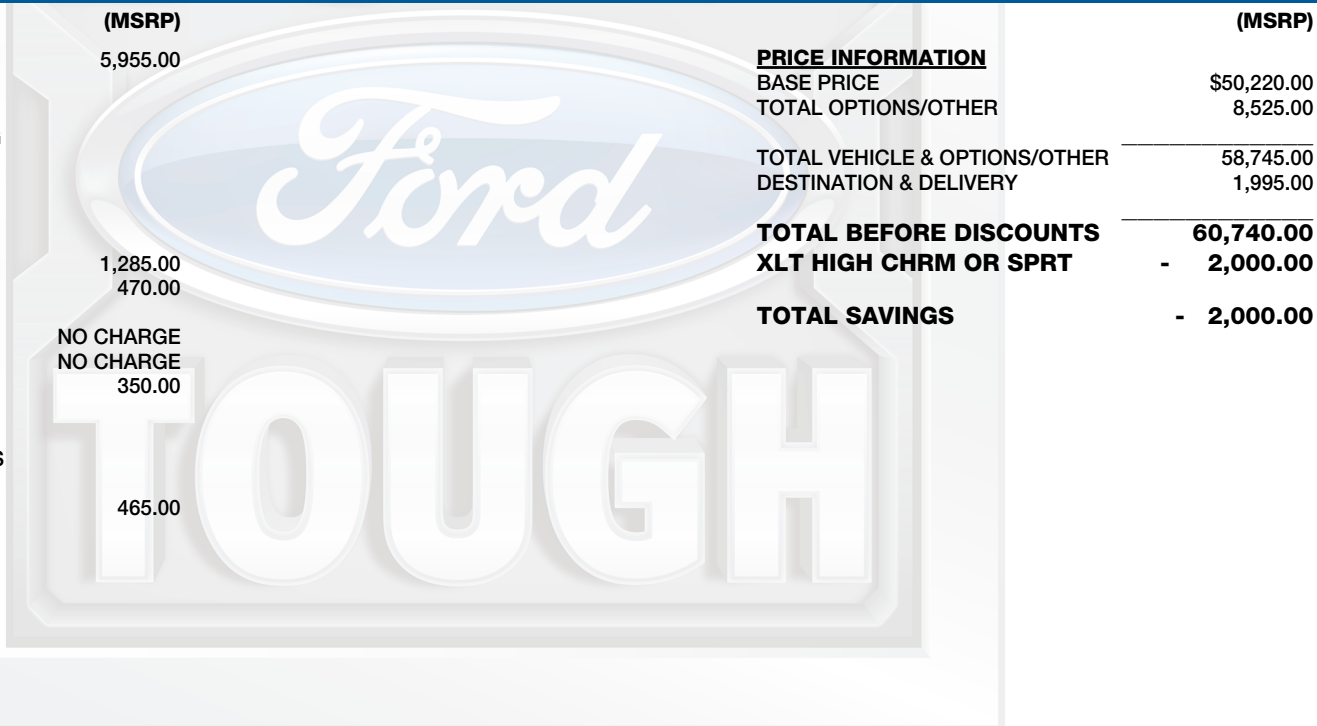 (MSRP)
5,955.00
1,285.00
470.00
NO CHARGE
NO CHARGE
350.00
S
465.00
Ford
TOUGH
(MSRP)
PRICE INFORMATION
BASE PRICE $50,220.00
TOTAL OPTIONS/OTHER 8,525.00
TOTAL VEHICLE & OPTIONS/OTHER 58,745.00
DESTINATION & DELIVERY 1,995.00
TOTAL BEFORE DISCOUNTS 60,740.00
XLT HIGH CHRM OR SPRT - 2,000.00
TOTAL SAVINGS - 2,000.00